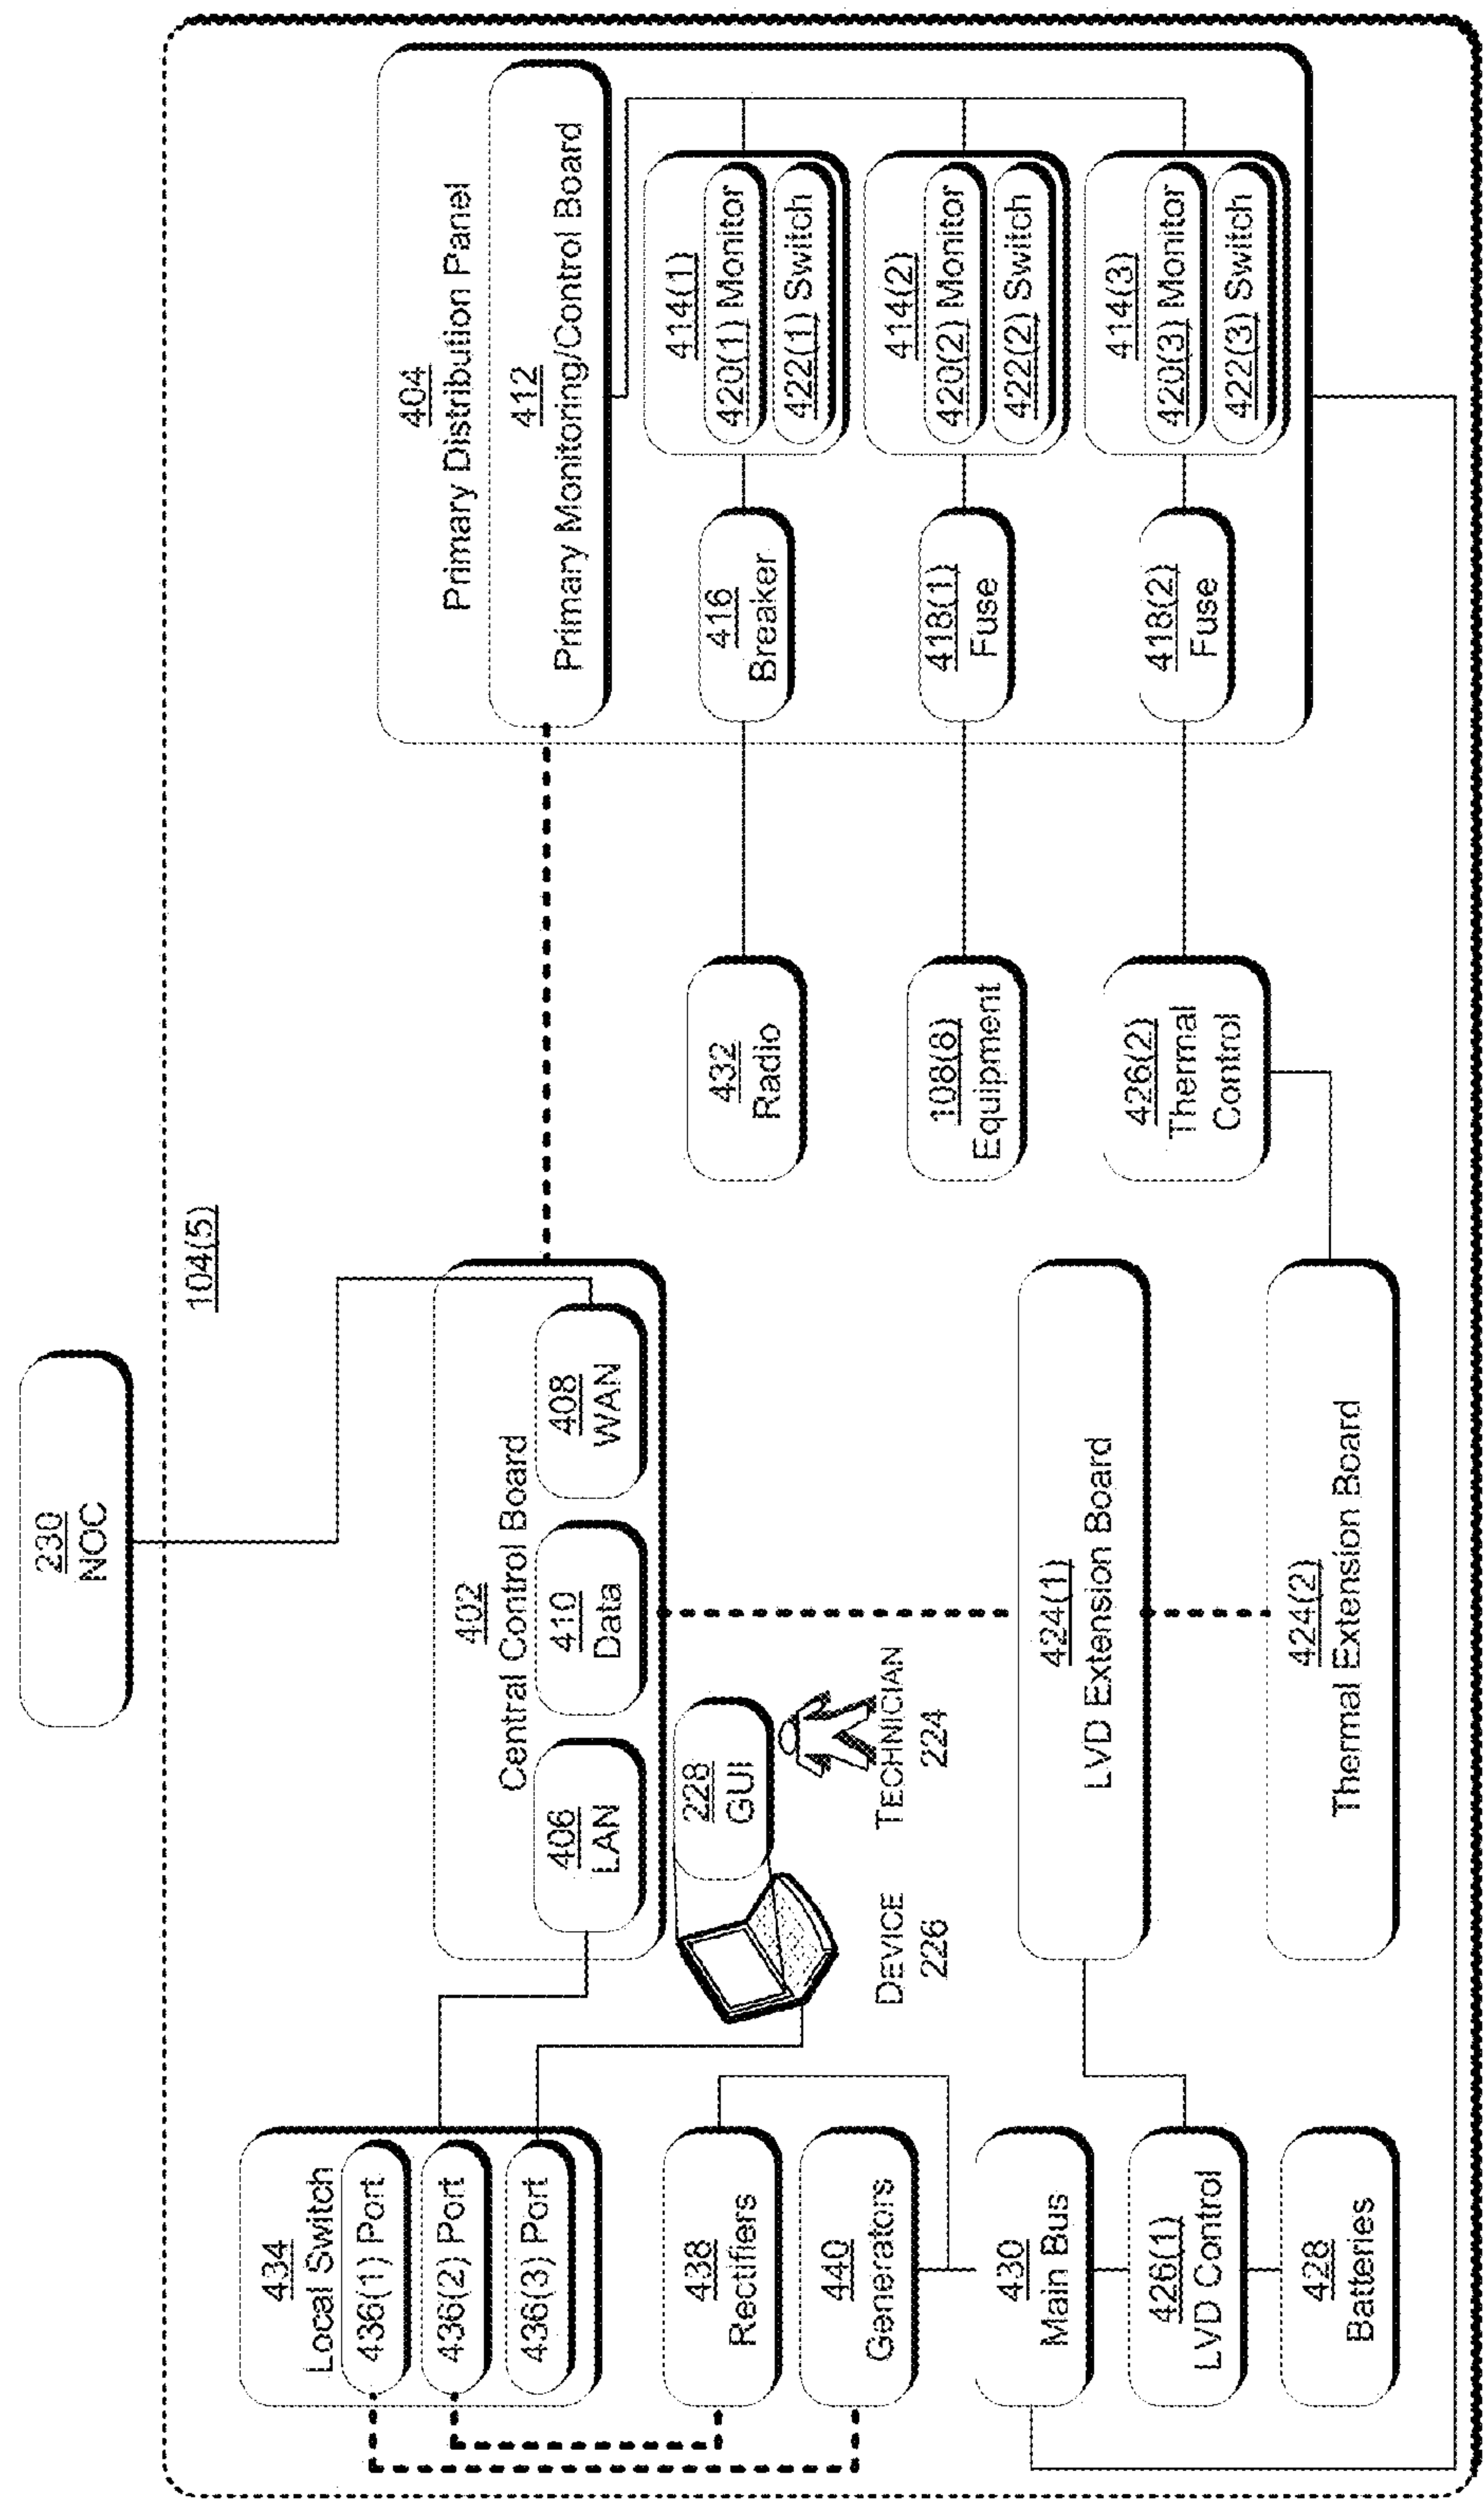 230
NOC
104(5)
434
Local Switch
436(1) Port
436(2) Port
436(3) Port
402
Central Control Board
406
LAN
410
Data
408
WAN
404
Primary Distribution Panel
412
Primary Monitoring/Control Board
228
GUI
DEVICE
226
TECHNICIAN
224
438
Rectifiers
440
Generators
430
Main Bus
426(1)
LVD Control
428
Batteries
424(1)
LVD Extension Board
424(2)
Thermal Extension Board
432
Radio
108(8)
Equipment
426(2)
Thermal
Control
416
Breaker
418(1)
Fuse
418(2)
Fuse
414(1)
420(1) Monitor
422(1) Switch
414(2)
420(2) Monitor
422(2) Switch
414(3)
420(3) Monitor
422(3) Switch